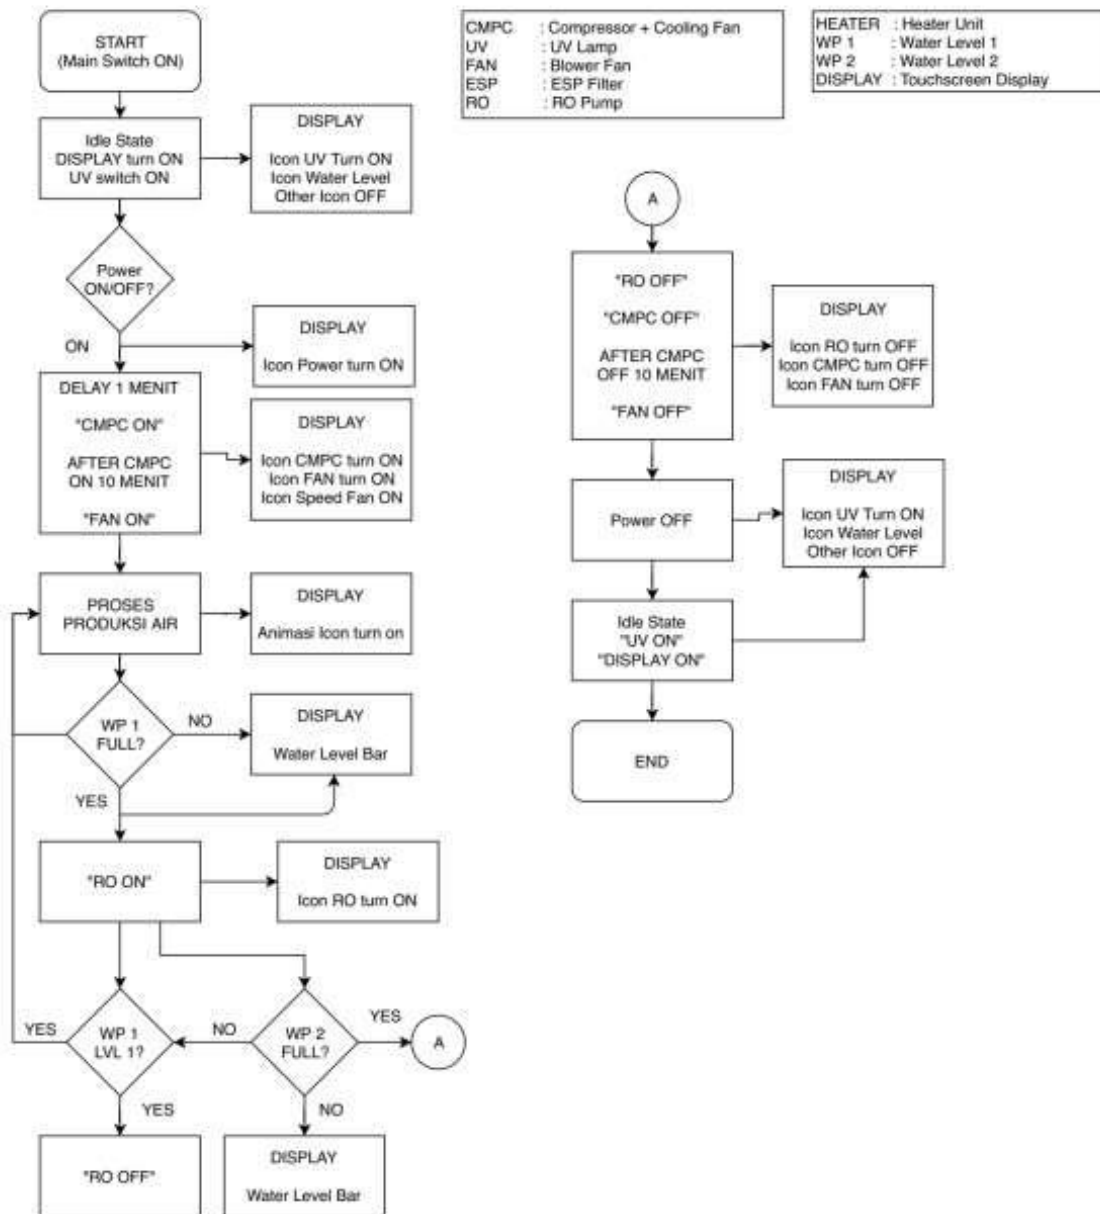 START
(Main Switch ON)
CMPC : Compressor + Cooling Fan
UV : UV Lamp
FAN : Blower Fan
ESP : ESP Filter
RO : RO Pump
HEATER : Heater Unit
WP 1 : Water Level 1
WP 2 : Water Level 2
DISPLAY : Touchscreen Display
Idle State
DISPLAY turn ON
UV switch ON
DISPLAY
Icon UV Turn ON
Icon Water Level
Other Icon OFF
Power
ON/OFF?
ON
DISPLAY
Icon Power turn ON
DELAY 1 MENIT
"CMPC ON"
AFTER CMPC
ON 10 MENIT
"FAN ON"
DISPLAY
Icon CMPC turn ON
Icon FAN turn ON
Icon Speed Fan ON
PROSES
PRODUKSI AIR
DISPLAY
Animasi Icon turn on
WP 1
FULL?
NO
DISPLAY
Water Level Bar
YES
"RO ON"
DISPLAY
Icon RO turn ON
YES
WP 1
LVL 1?
NO
WP 2
FULL?
YES
A
YES
NO
"RO OFF"
DISPLAY
Water Level Bar
A
"RO OFF"
"CMPC OFF"
AFTER CMPC
OFF 10 MENIT
"FAN OFF"
DISPLAY
Icon RO turn OFF
Icon CMPC turn OFF
Icon FAN turn OFF
Power OFF
DISPLAY
Icon UV Turn ON
Icon Water Level
Other Icon OFF
Idle State
"UV ON"
"DISPLAY ON"
END